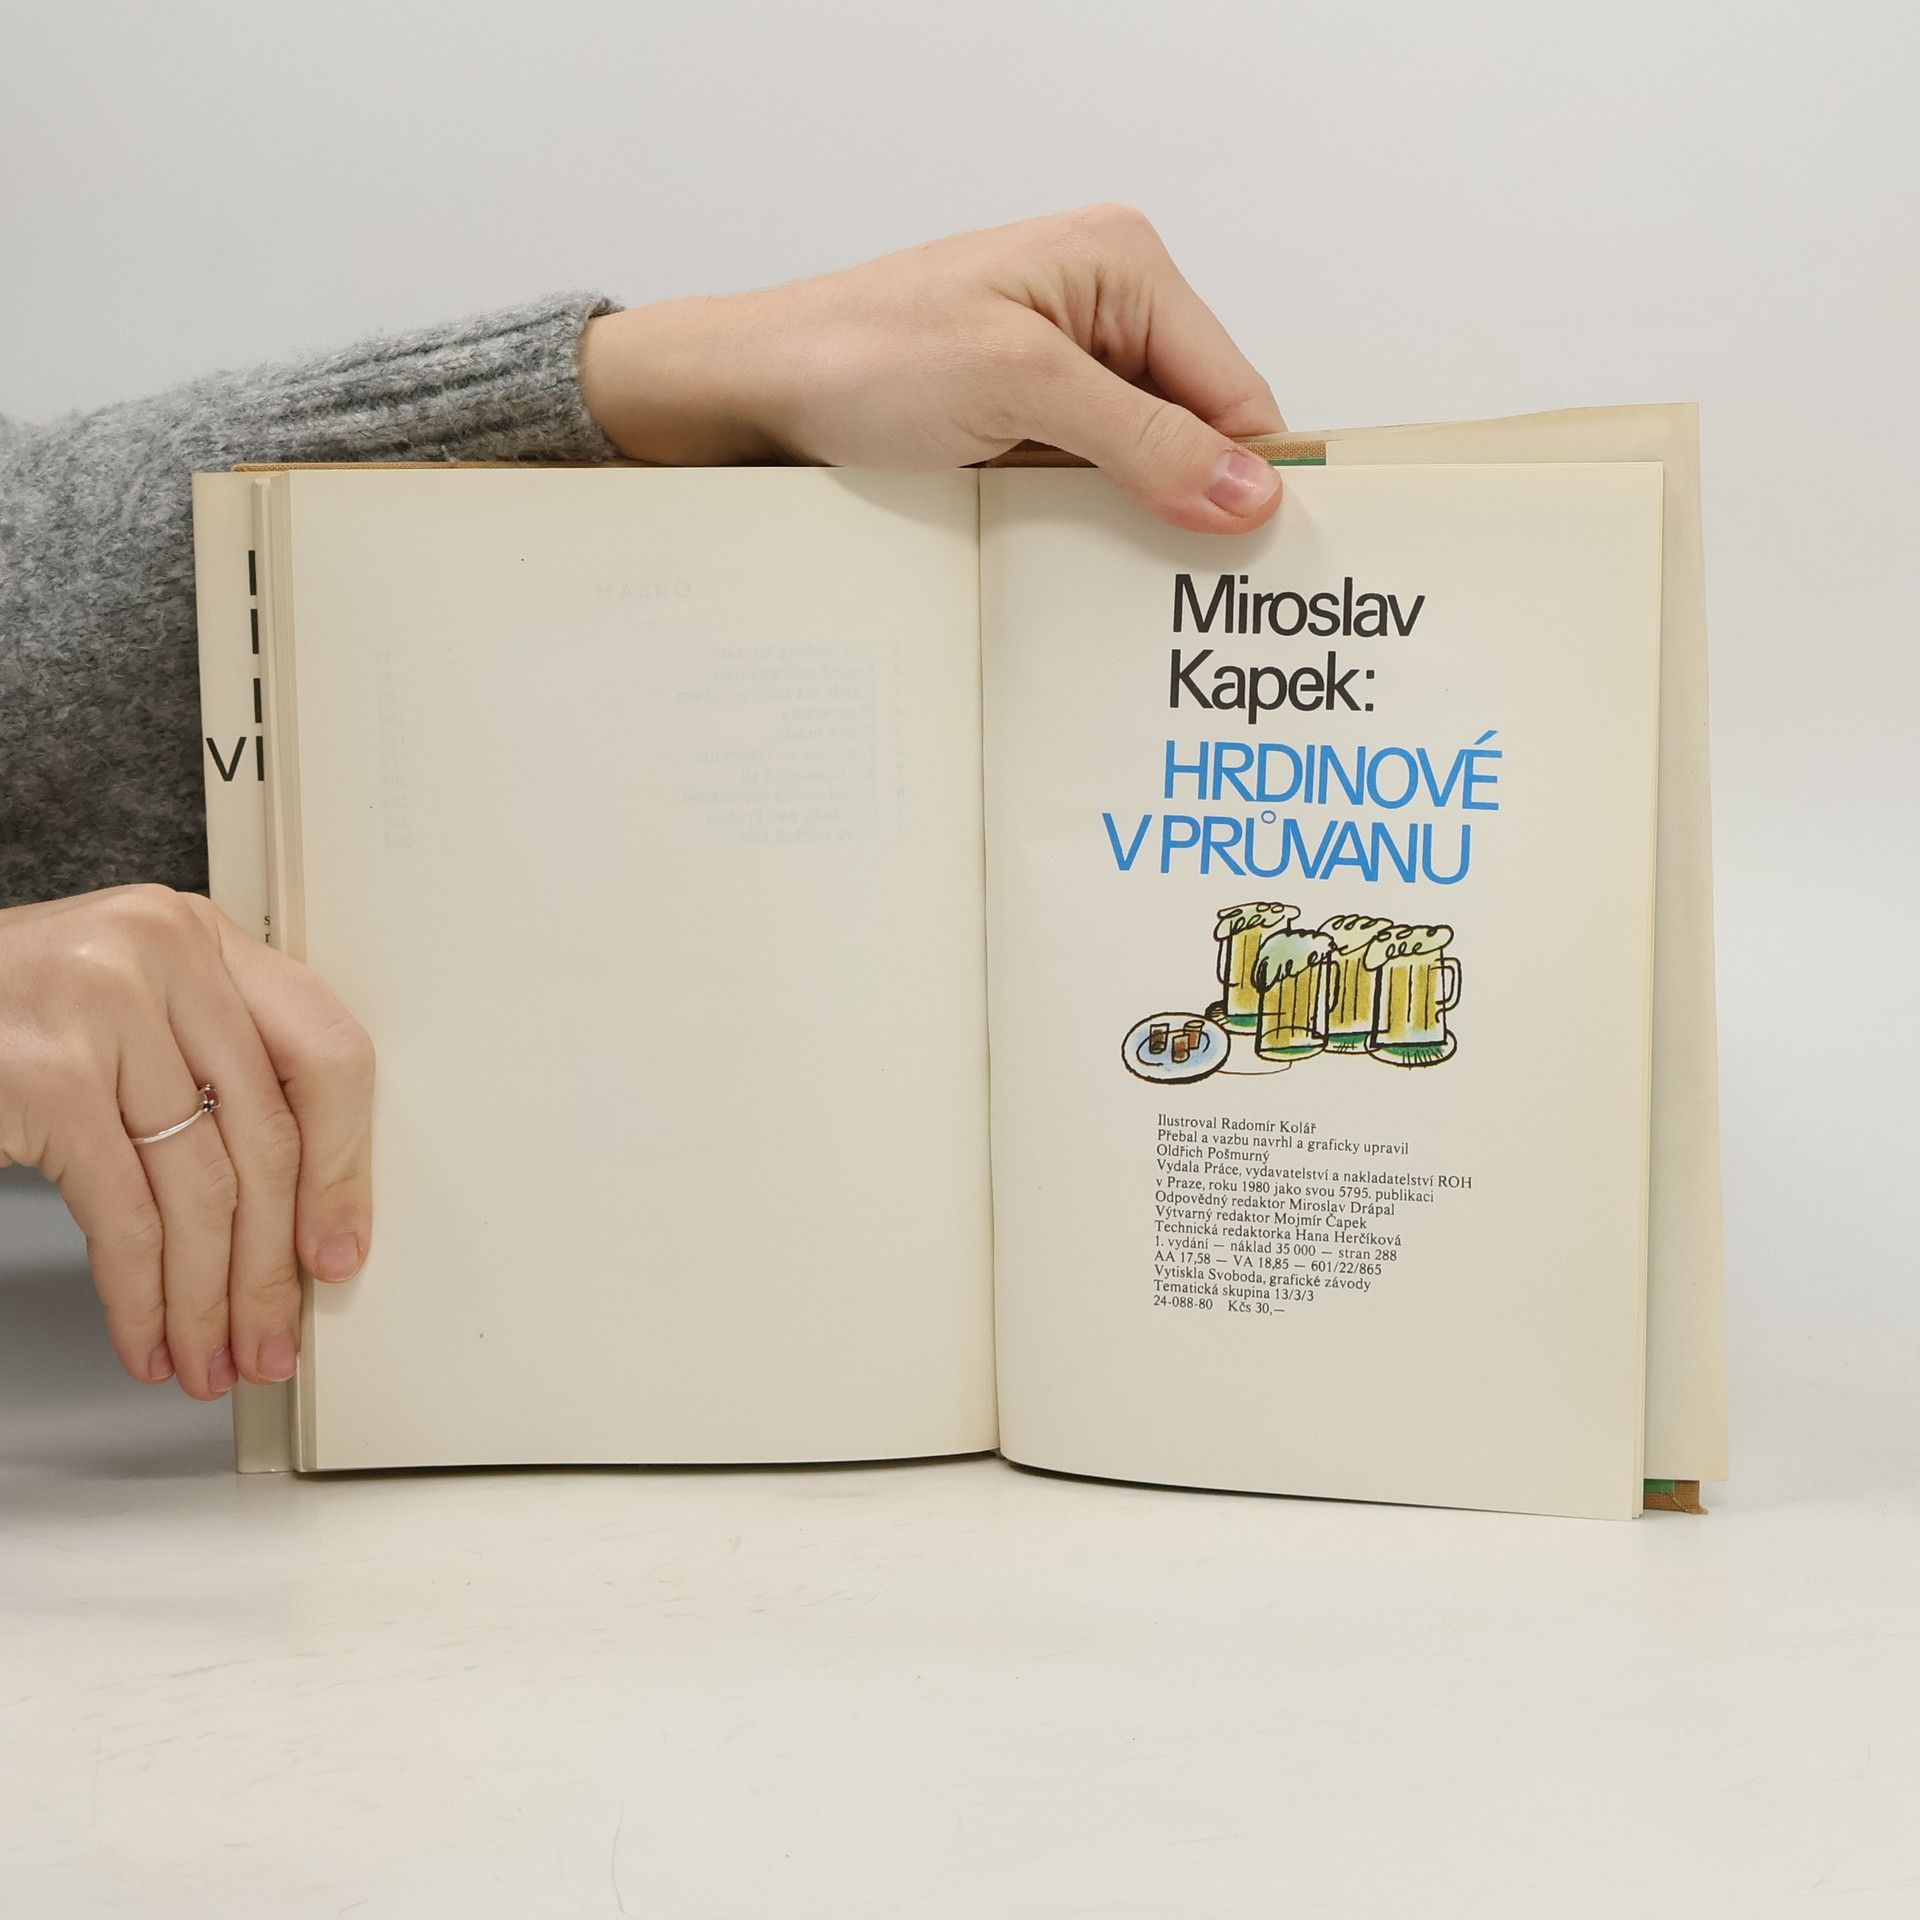 VI
OBSAH
Miroslav
Kapek:
HRDINOVÉ
V PRŮVANU
Ilustroval Radomír Kolář
Přebal a vazbu navrhl a graficky upravil
Oldřich Pošmurný
Vydala Práce, vydavatelství a nakladatelství ROH
v Praze, roku 1980 jako svou 5795. publikaci
Odpovědný redaktor Miroslav Drápal
Výtvarný redaktor Mojmír Čapek
Technická redaktorka Hana Herčíková
1. vydání — náklad 35 000 — stran 288
AA 17,58 — VA 18,85 — 601/22/865
Vytiskla Svoboda, grafické závody
Tematická skupina 13/3/3
24-088-80 Kčs 30,—